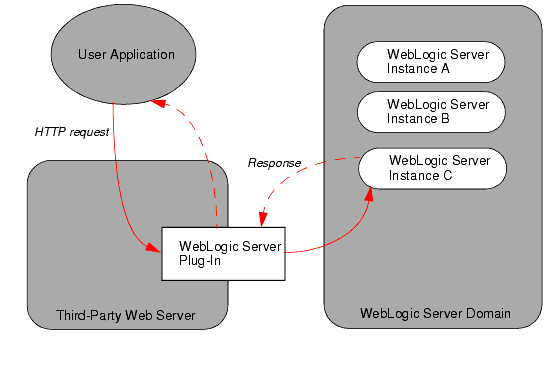 User Application
HTTP request
WebLogic Server
Instance A
WebLogic Server
Instance B
WebLogic Server
Instance C
Response
WebLogic Server
Plug-In
Third-Party Web Server
WebLogic Server Domain